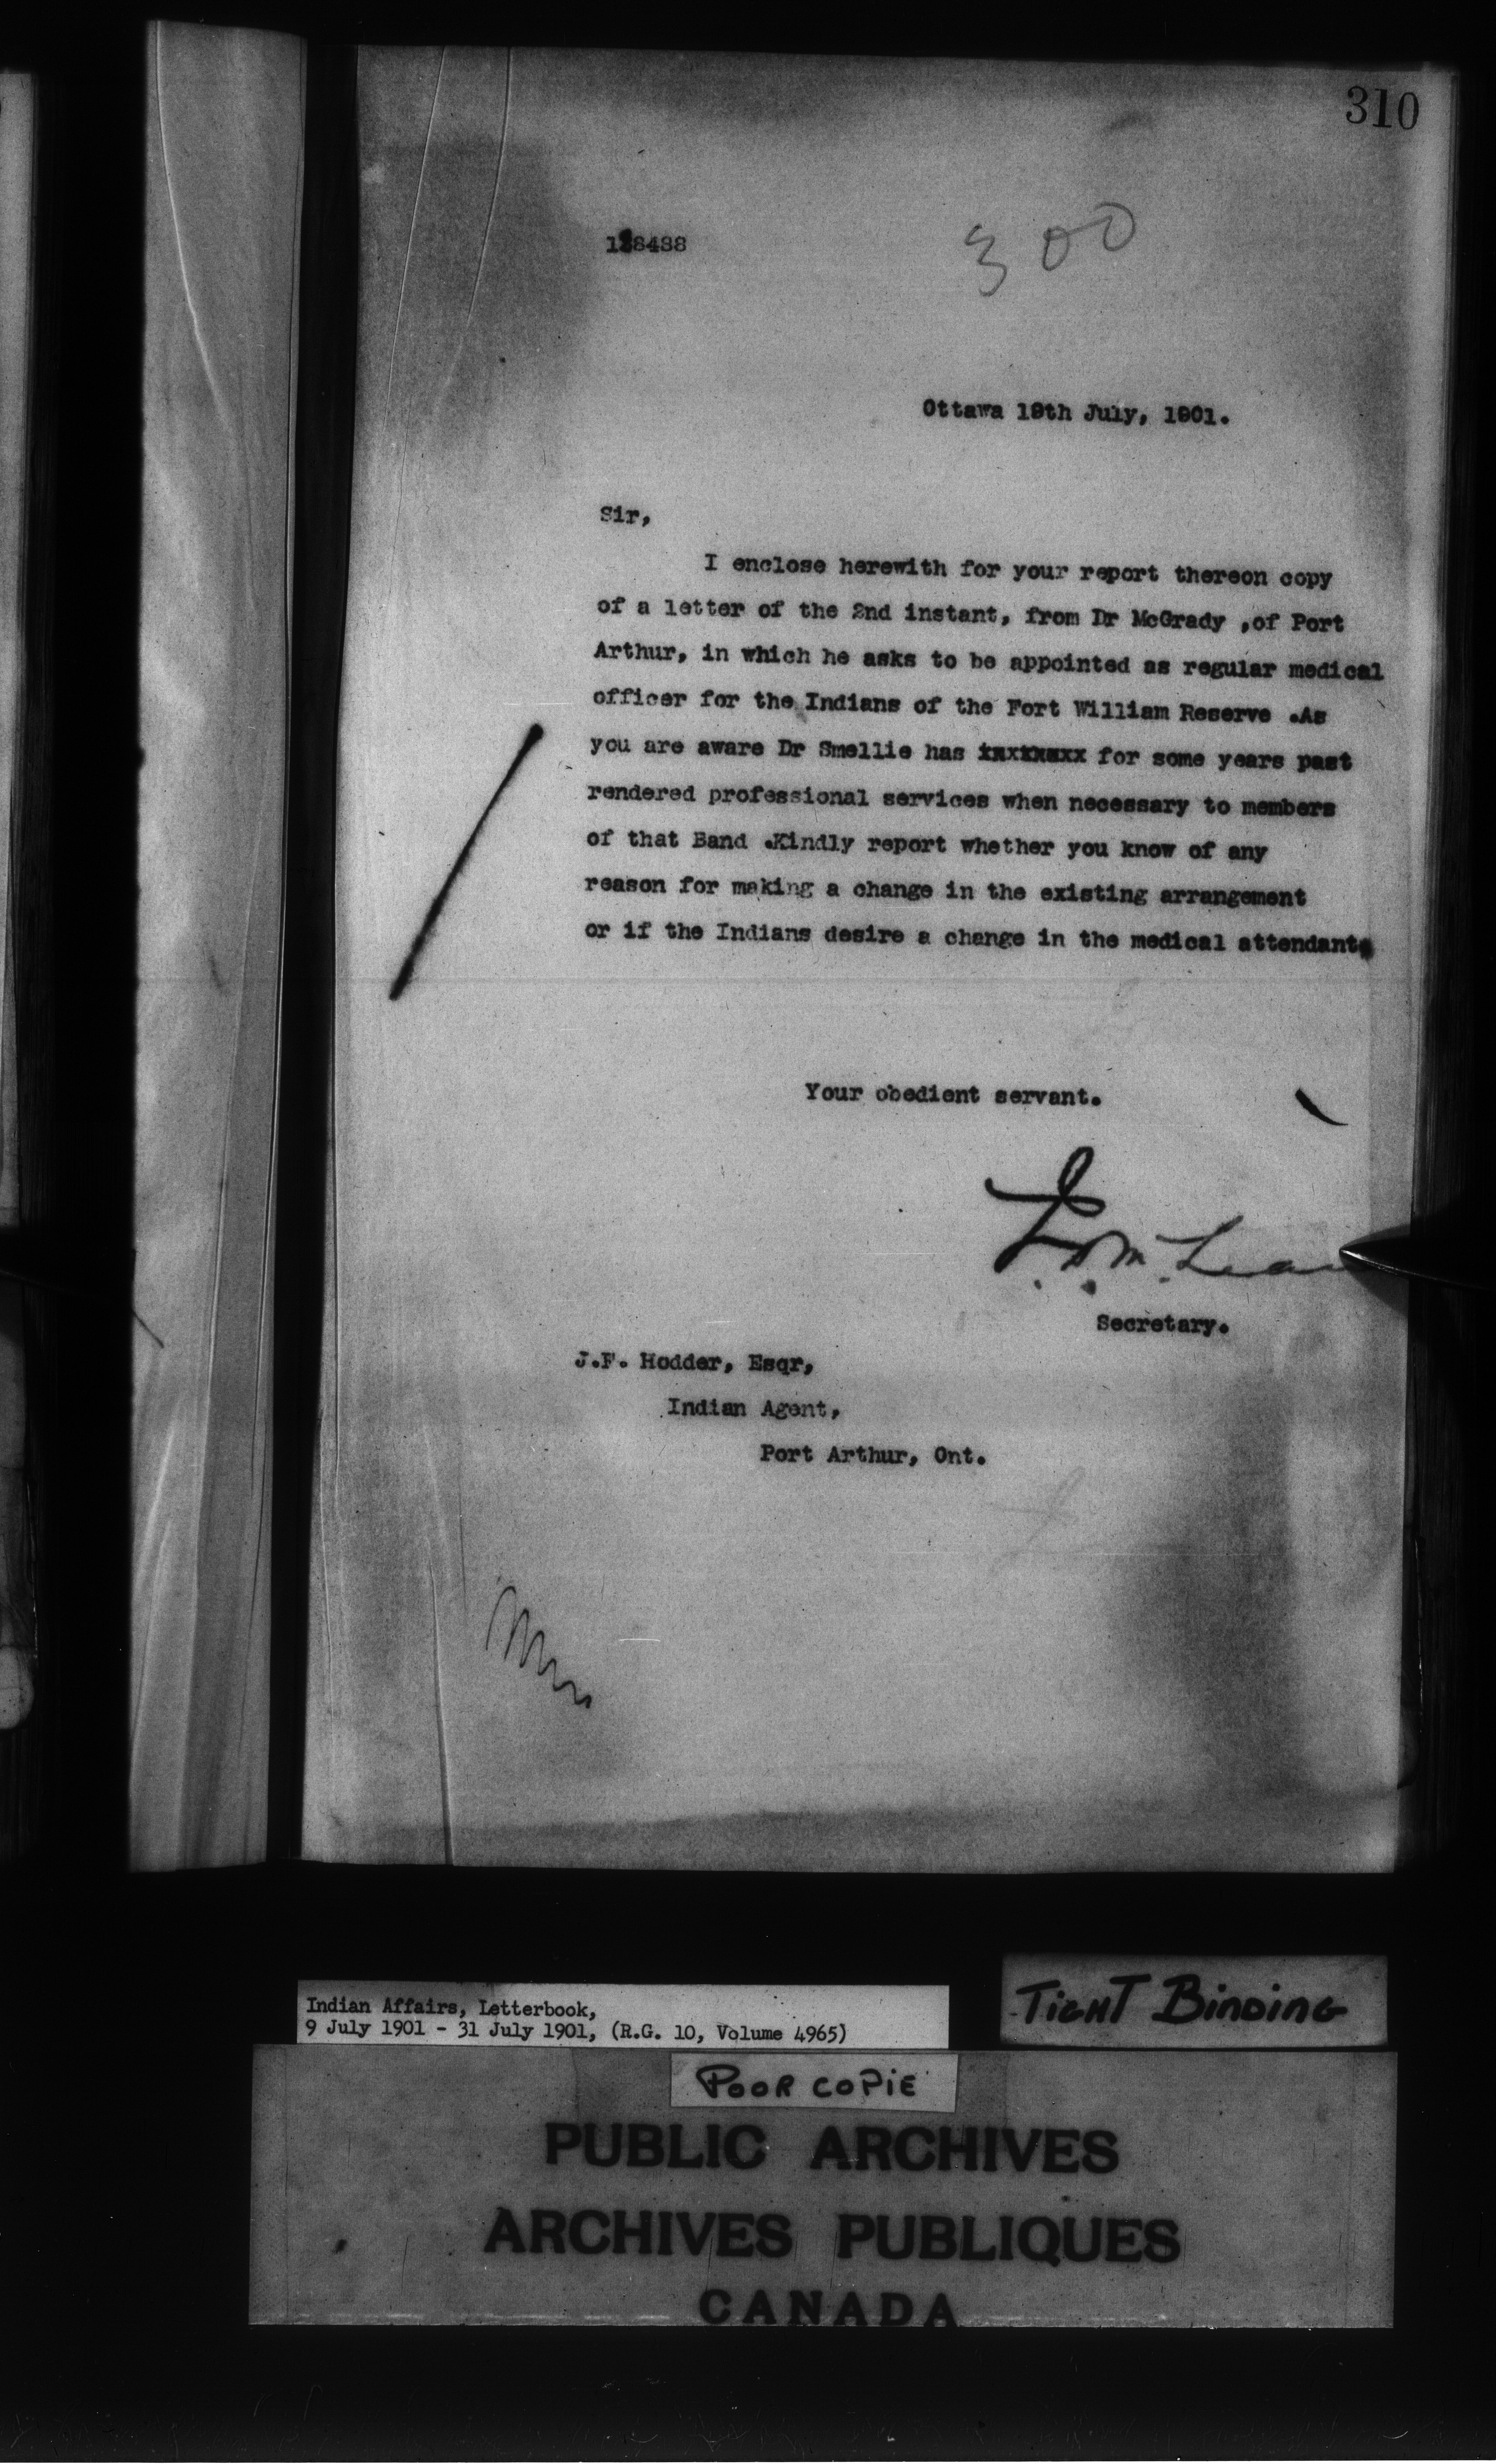 310
300
Ottawa 19th July, 1901.
Sir,
I enclose herewith for your report thereon copy
of a letter of the 2nd instant, from Dr McGrady ,of Port
Arthur, in which he asks to be appointed as regular medical
officer for the Indians of the Fort William Reserve .As
you are aware Dr Smellie has for some years past
rendered professional services when necessary to members
of that Band .Kindly report whether you know of any
reason for making a change in the existing arrangement
or if the Indians desire a change in the medical attendant.
Your obedient servant.
J.D.McLean
Secretary.
J.F. Hodder, Esqr,
Indian Agent,
Port Arthur, Ont.
Indian Affairs, Letterbook,
9 July 1901 - 31 July 1901, (R.G. 10, Volume 4965)
TIGHT BINDING
POOR COPIE
PUBLIC ARCHIVES
ARCHIVES PUBLIQUES
CANADA